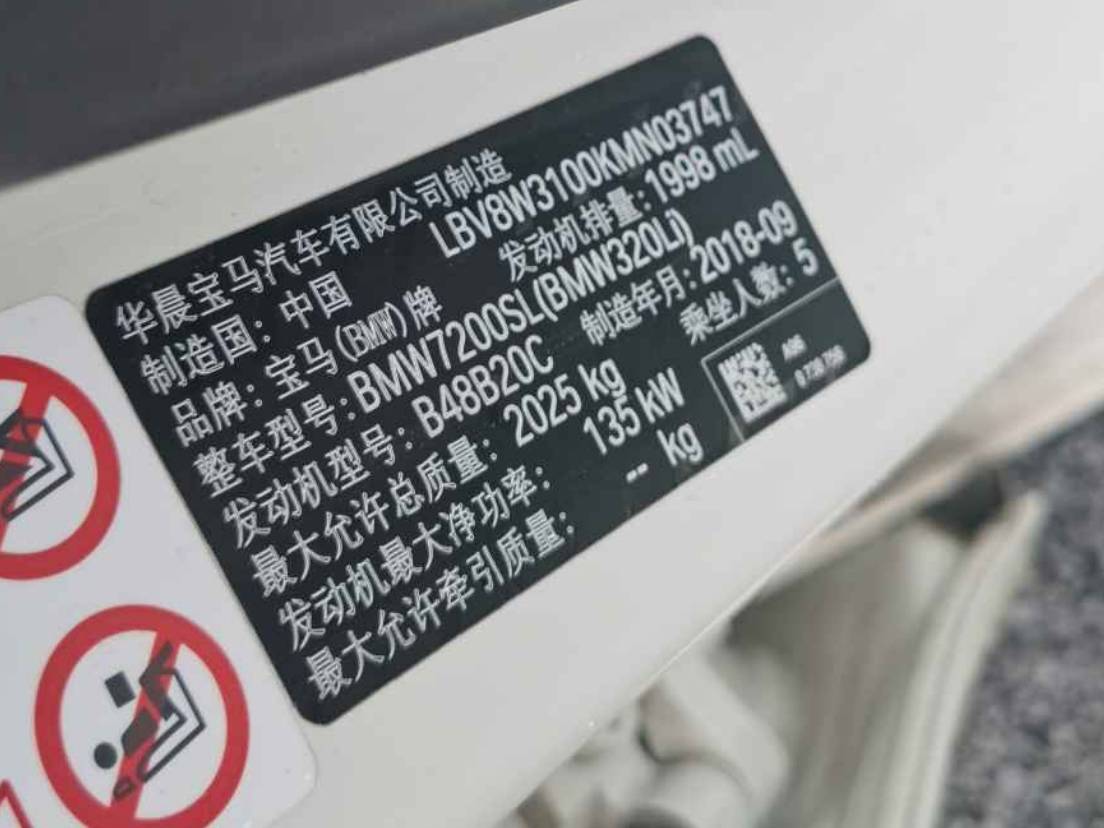 华晨宝马汽车有限公司制造
制造国：中国 LBV8W3100KMN03747
品牌：宝马(BMW)牌 发动机排量：1998 mL
整车型号：BMW7200SL(BMW320Li)
发动机型号：B48B20C 制造年月：2018-09
最大允许总质量：2025 kg 乘坐人数：5
发动机最大净功率：135 kW
最大允许牵引质量：-- kg